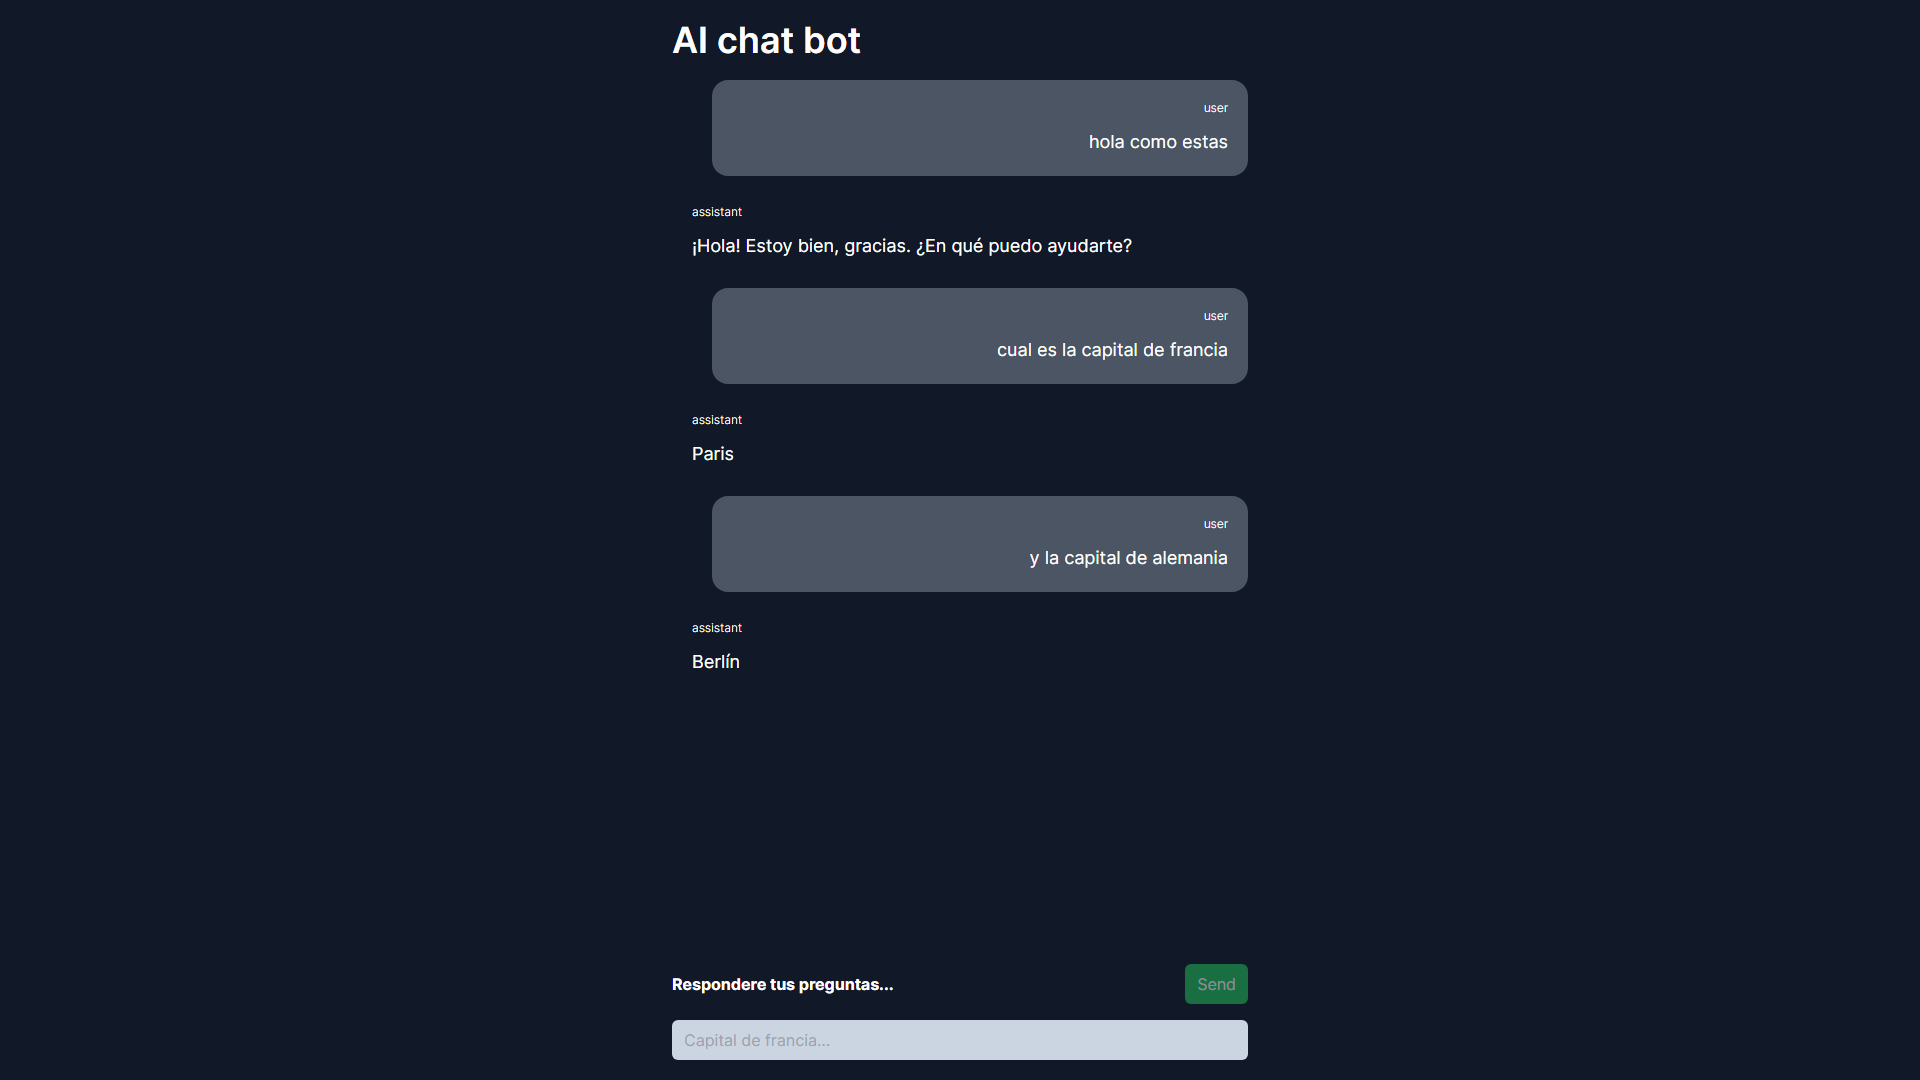 AI chat bot
user
hola como estas
assistant
¡Hola! Estoy bien, gracias. ¿En qué puedo ayudarte?
user
cual es la capital de francia
assistant
Paris
user
y la capital de alemania
assistant
Berlín
Respondere tus preguntas...
Send
Capital de francia...